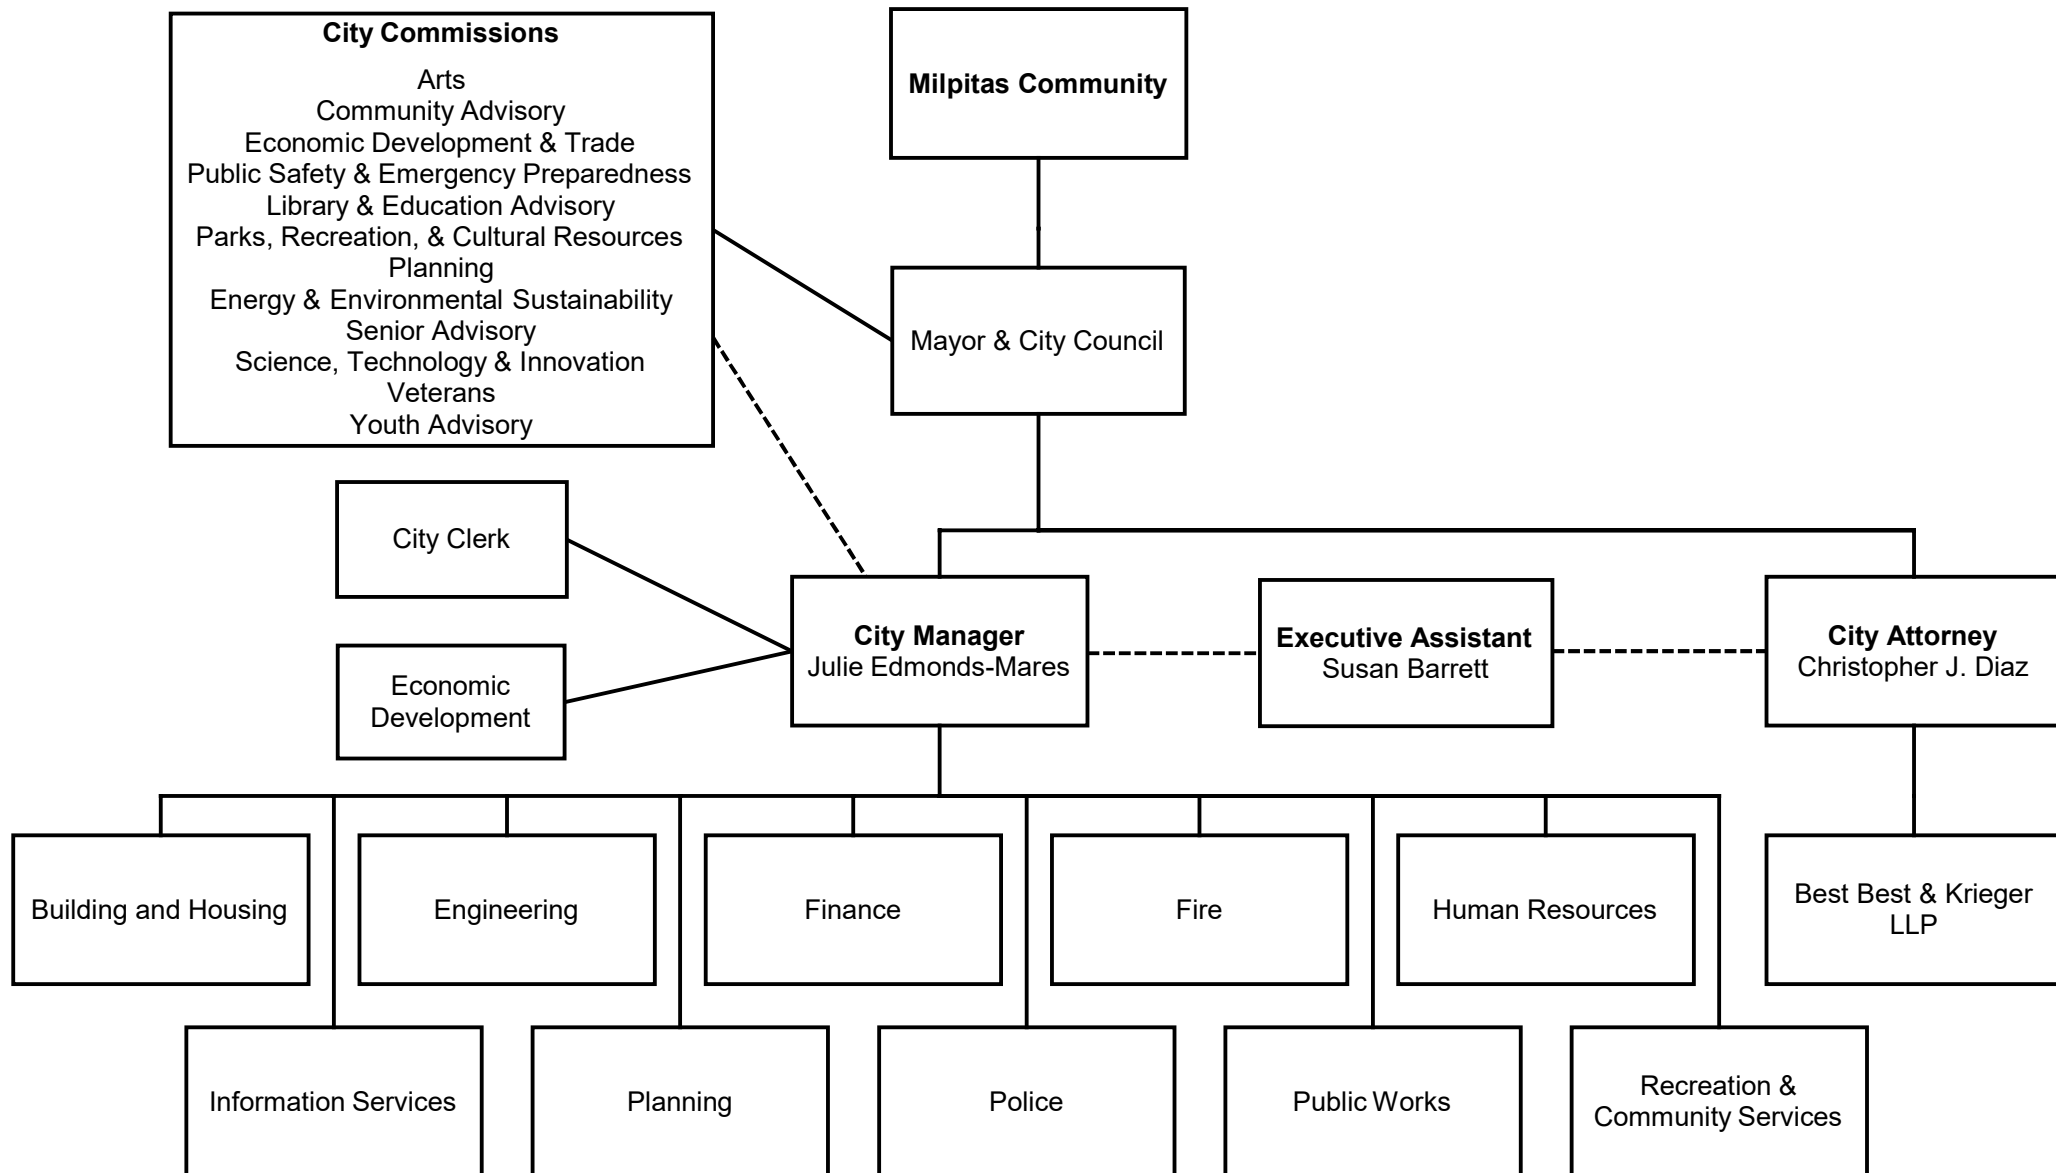 City Commissions
Arts
Community Advisory
Economic Development & Trade
Public Safety & Emergency Preparedness
Library & Education Advisory
Parks, Recreation, & Cultural Resources
Planning
Energy & Environmental Sustainability
Senior Advisory
Science, Technology & Innovation
Veterans
Youth Advisory
Milpitas Community
Mayor & City Council
City Clerk
Economic
Development
City Manager
Julie Edmonds-Mares
Executive Assistant
Susan Barrett
City Attorney
Christopher J. Diaz
Building and Housing
Engineering
Finance
Fire
Human Resources
Best Best & Krieger
LLP
Information Services
Planning
Police
Public Works
Recreation &
Community Services